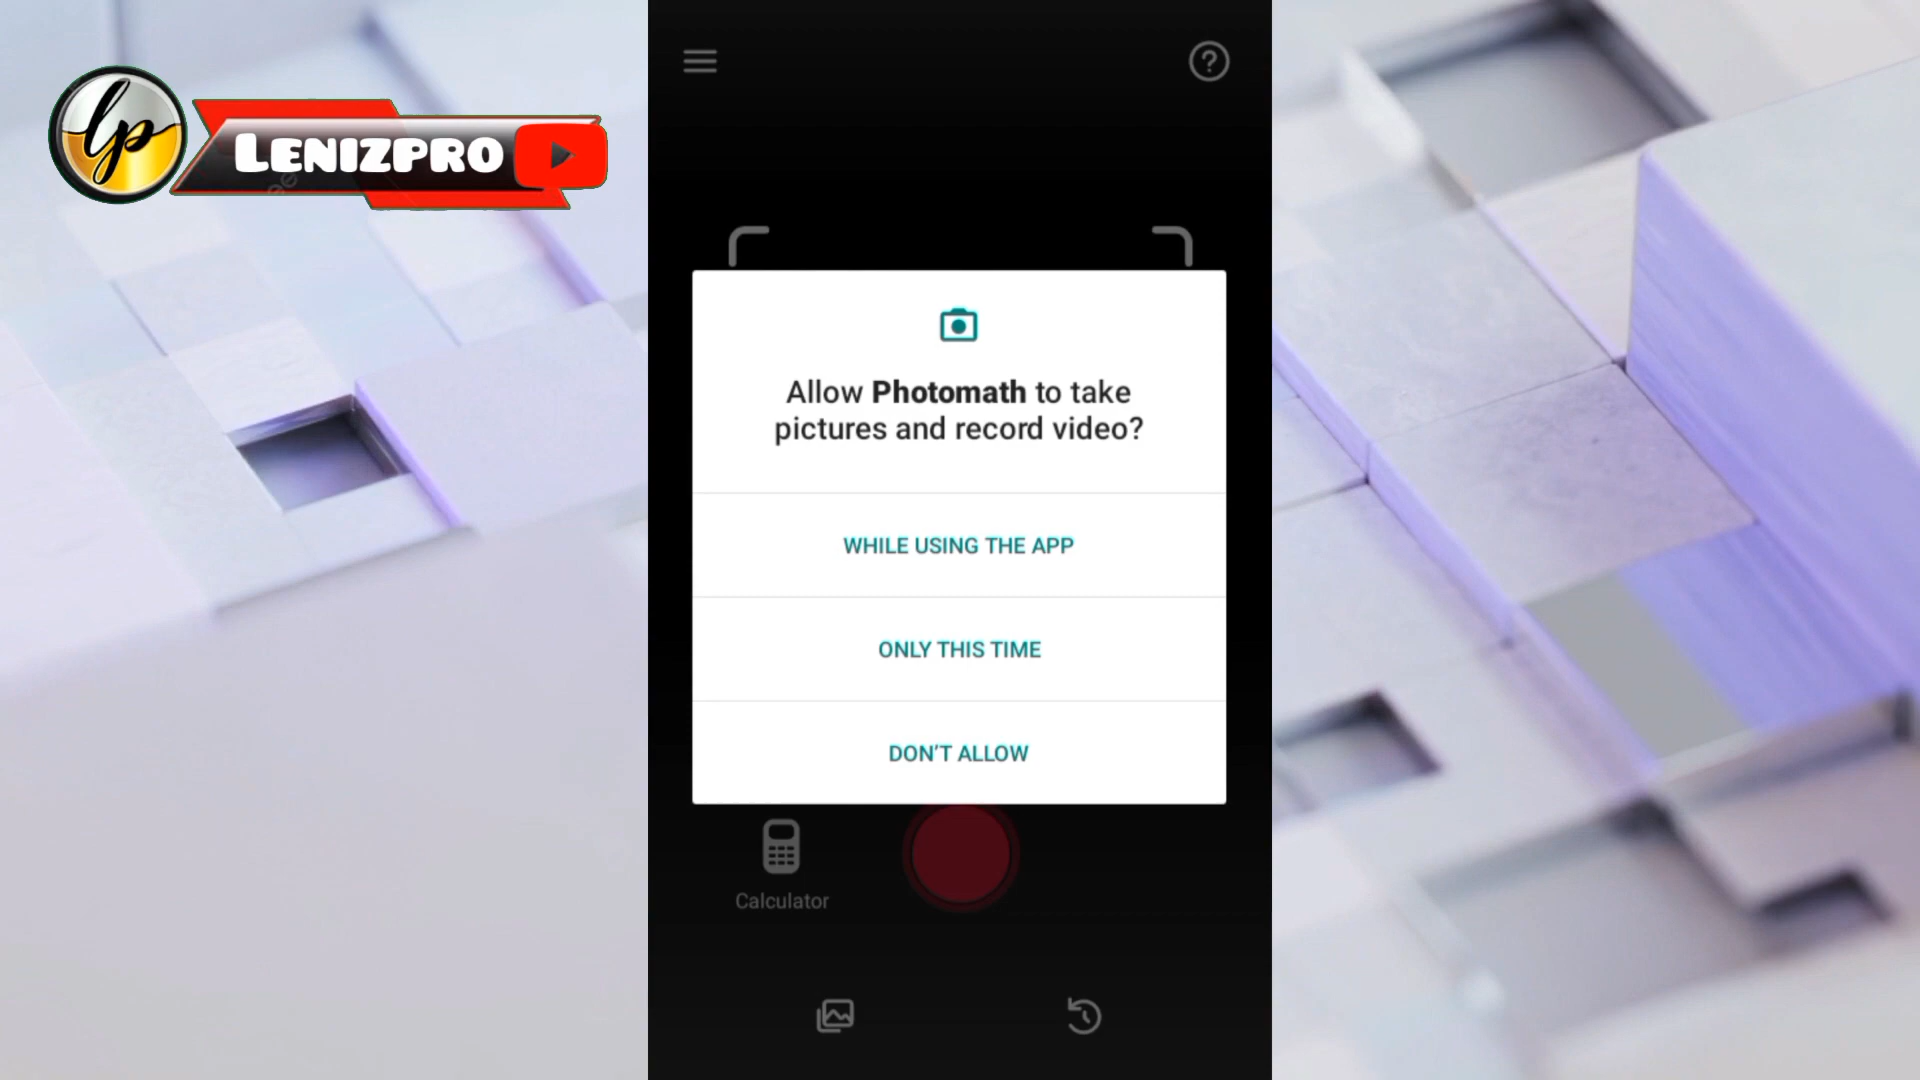 lp
LENIZPRO
Allow Photomath to take
pictures and record video?
WHILE USING THE APP
ONLY THIS TIME
DON’T ALLOW
Calculator